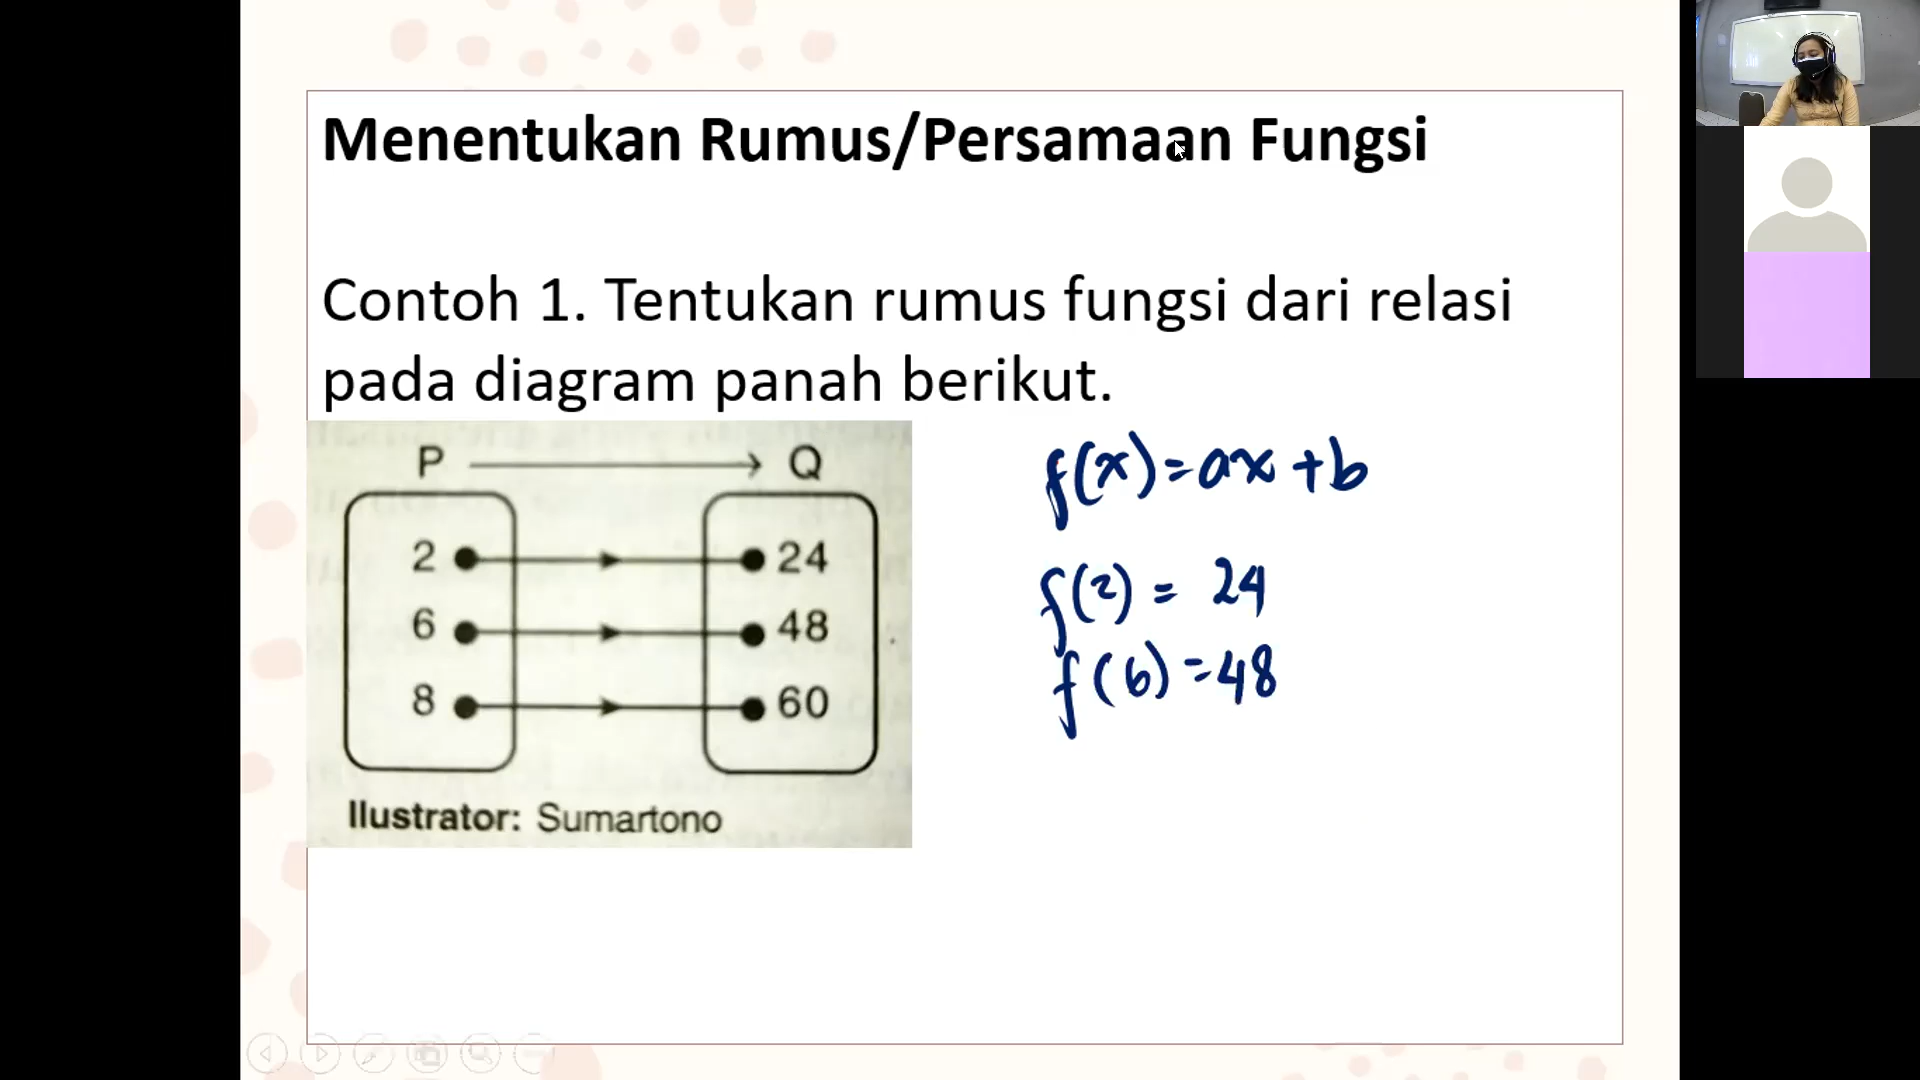 Menentukan Rumus/Persamaan Fungsi
Contoh 1. Tentukan rumus fungsi dari relasi
pada diagram panah berikut.
P Q
2 24
6 48
8 60
Ilustrator: Sumartono
f(x)=ax+b
f(2) = 24
f(6) =48